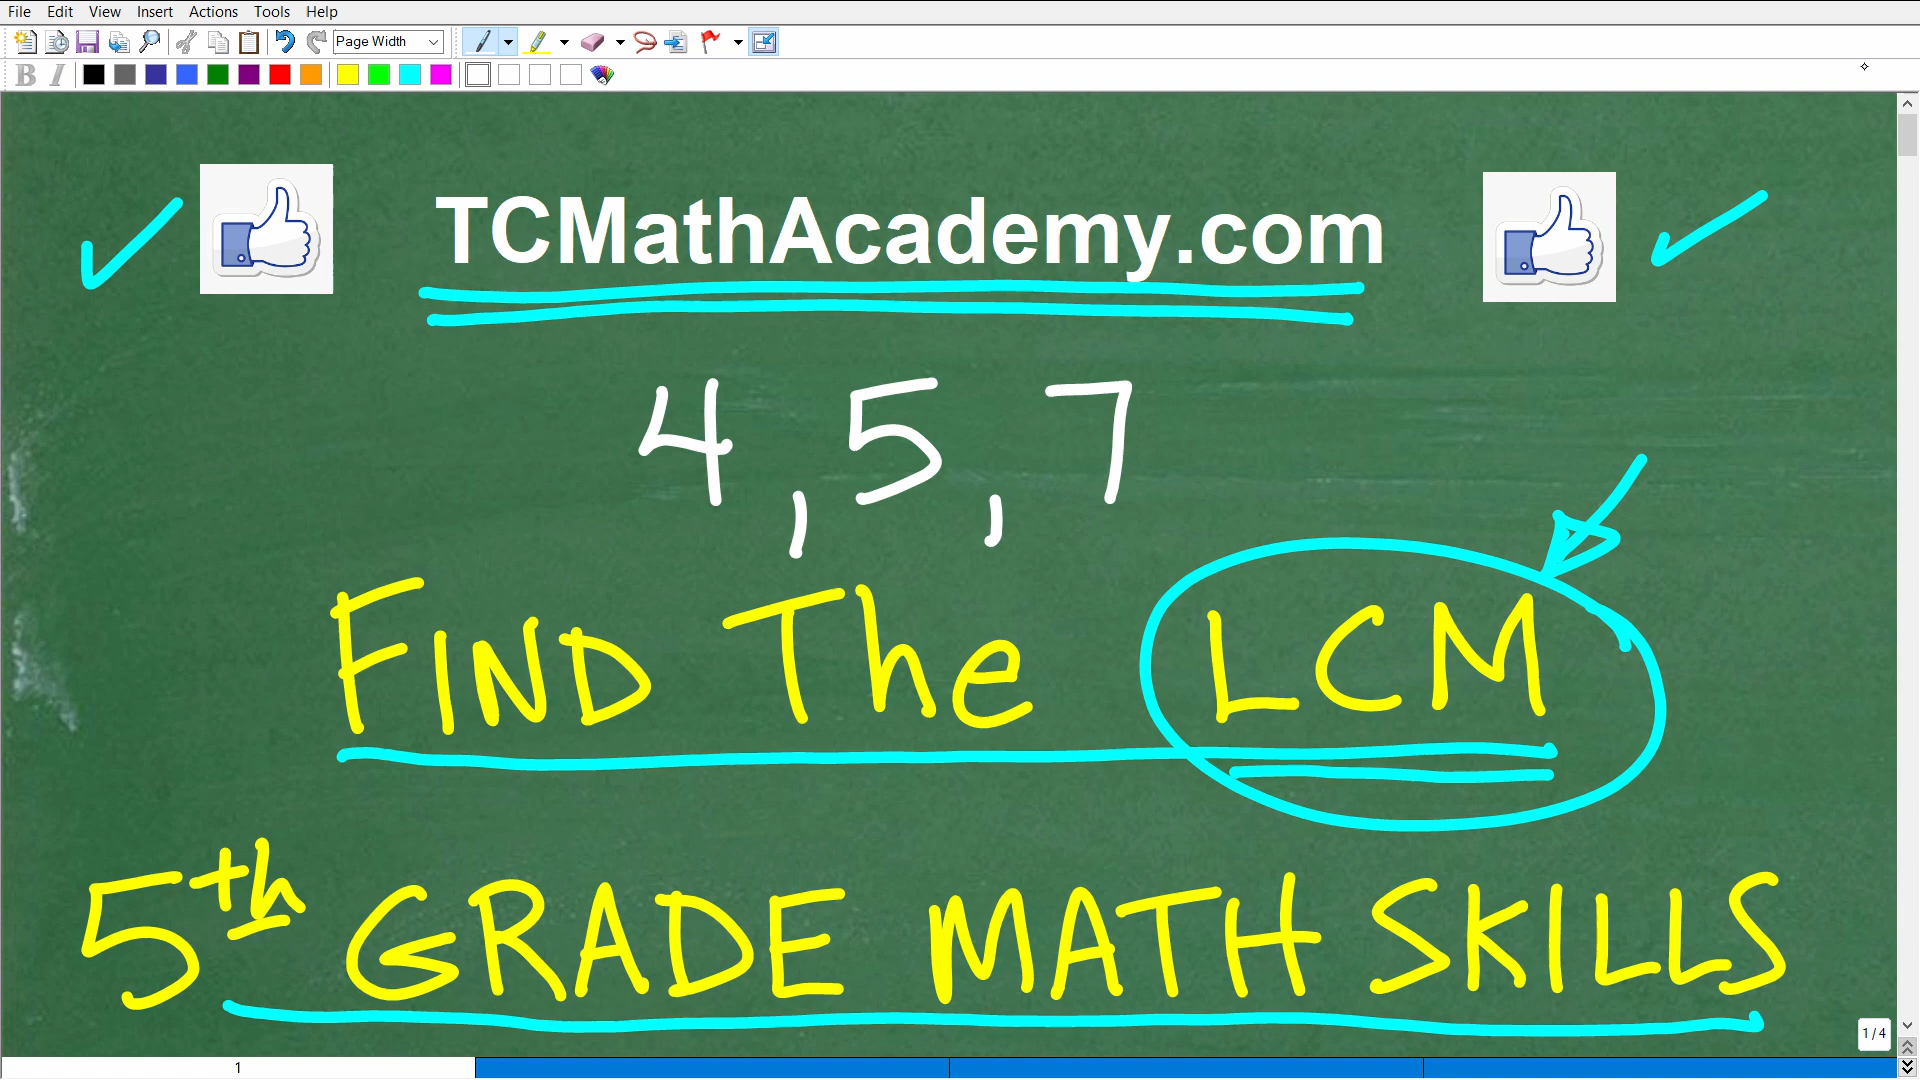 File Edit View Insert Actions Tools Help
Page Width
B I
TCMathAcademy.com
4, 5, 7
FIND The LCM
5th GRADE MATH SKILLS
1 / 4
1